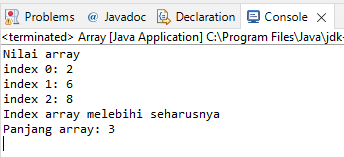 Problems @ Javadoc Declaration Console
<terminated> Array [Java Application] C:\Program Files\Java\jdk-
Nilai array
index 0: 2
index 1: 6
index 2: 8
Index array melebihi seharusnya
Panjang array: 3